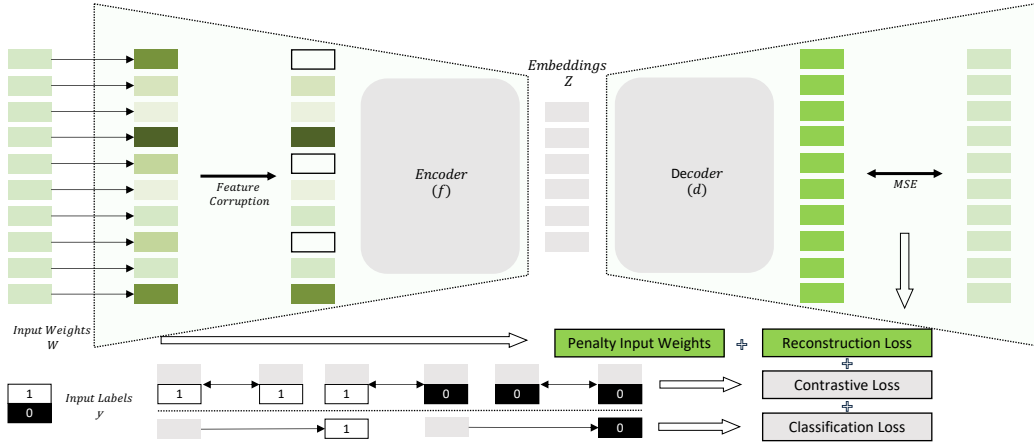 Embeddings
Z
Encoder
(f)
Decoder
(d)
Feature
Corruption
MSE
Input Weights
W
Penalty Input Weights
+
Reconstruction Loss
+
1
0
Input Labels
y
1 1 1 0 0 0
Contrastive Loss
+
1 0
Classification Loss